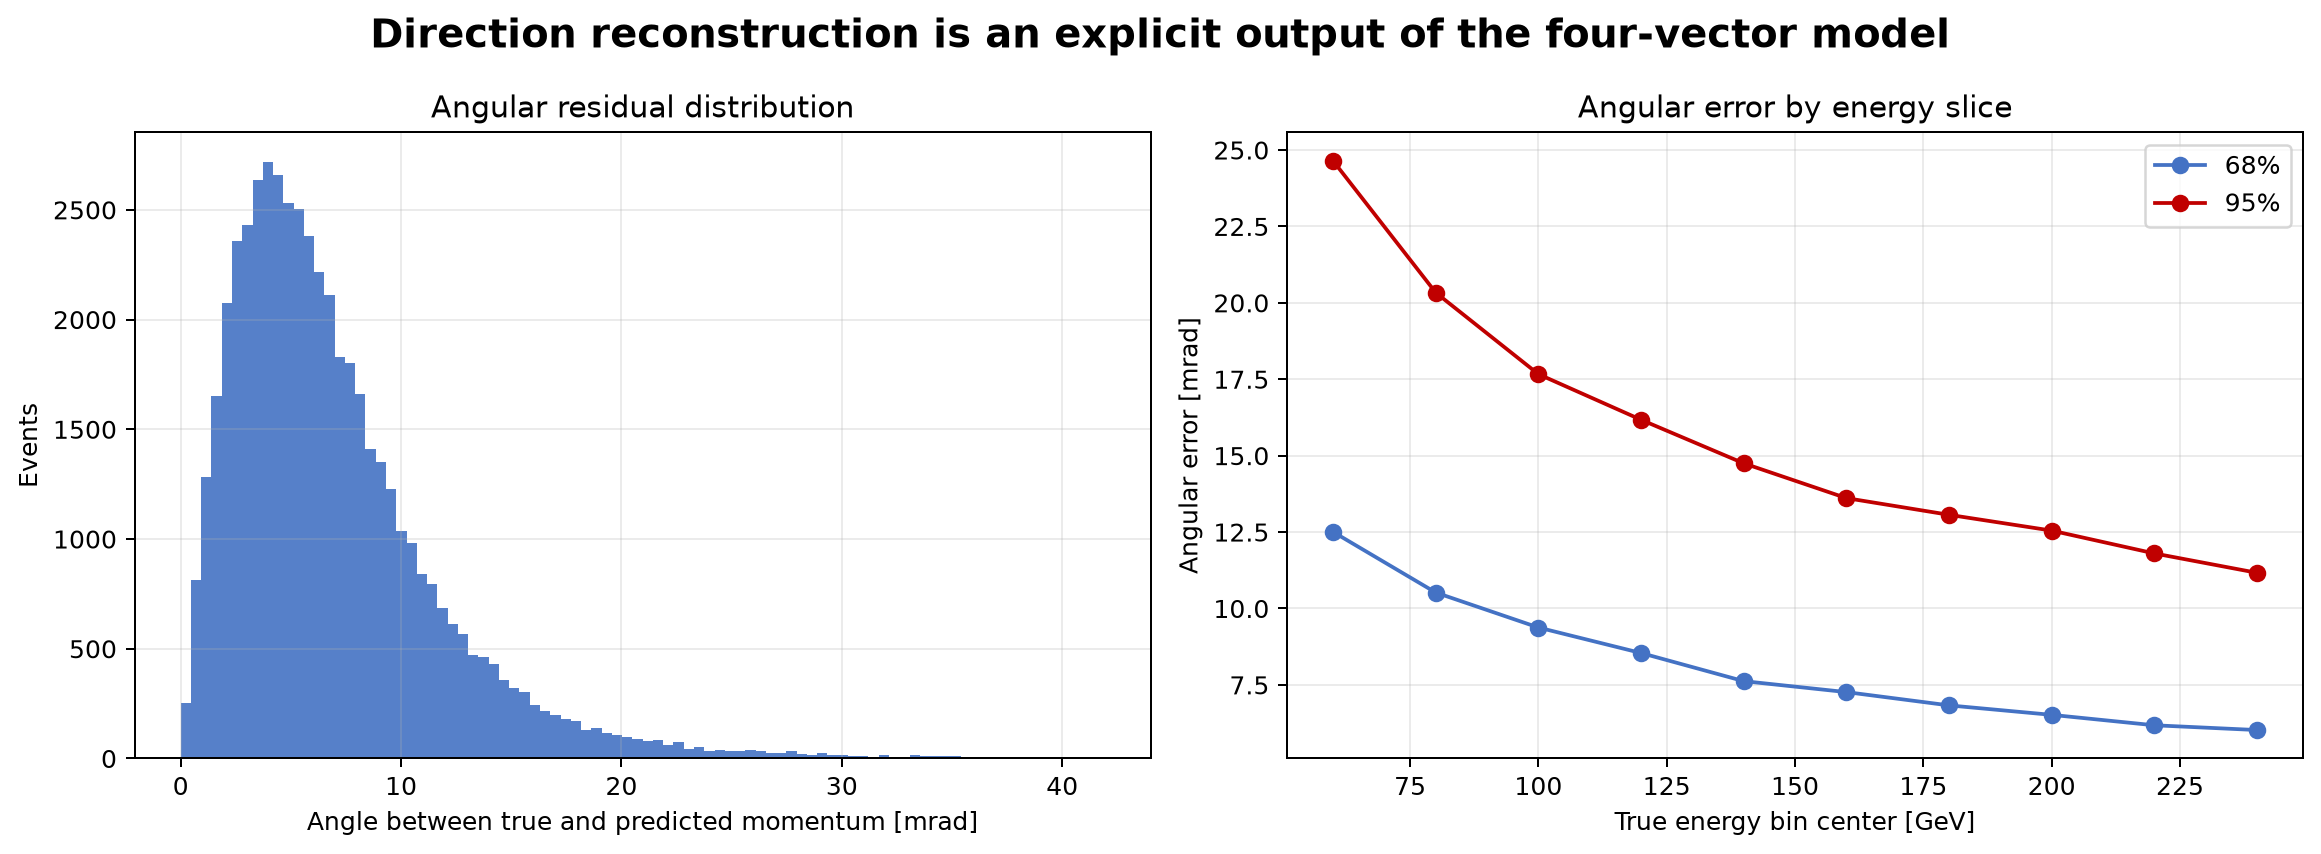 Direction reconstruction is an explicit output of the four-vector model
Angular residual distribution
Events
2500
2000
1500
1000
500
0
0 10 20 30 40
Angle between true and predicted momentum [mrad]
Angular error by energy slice
68%
95%
Angular error [mrad]
25.0
22.5
20.0
17.5
15.0
12.5
10.0
7.5
75 100 125 150 175 200 225
True energy bin center [GeV]